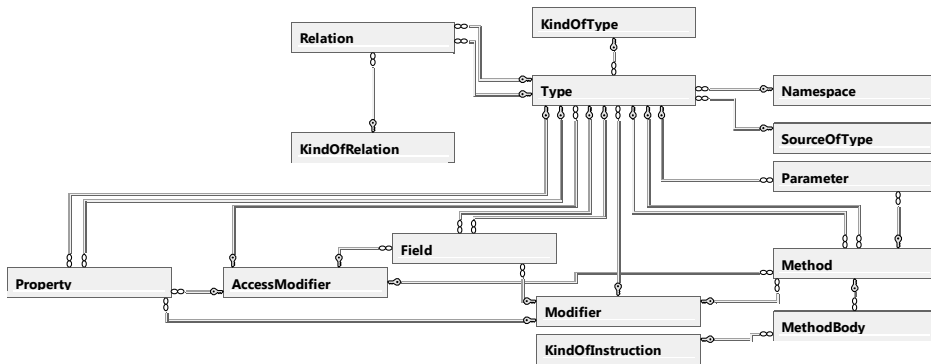 KindOfType
Relation
Type
Namespace
SourceOfType
KindOfRelation
Parameter
Field
Method
Property
AccessModifier
Modifier
MethodBody
KindOfInstruction